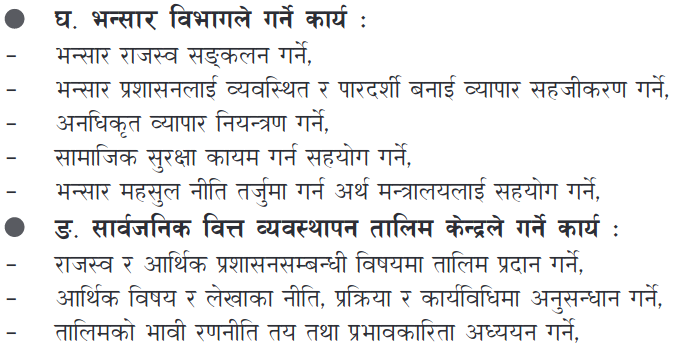 ● घ. भन्सार विभागले गर्ने कार्य :
- भन्सार राजस्व सङ्कलन गर्ने,
- भन्सार प्रशासनलाई व्यवस्थित र पारदर्शी बनाई व्यापार सहजीकरण गर्ने,
- अनधिकृत व्यापार नियन्त्रण गर्ने,
- सामाजिक सुरक्षा कायम गर्न सहयोग गर्ने,
- भन्सार महसुल नीति तर्जुमा गर्न अर्थ मन्त्रालयलाई सहयोग गर्ने,
● ङ. सार्वजनिक वित्त व्यवस्थापन तालिम केन्द्रले गर्ने कार्य :
- राजस्व र आर्थिक प्रशासनसम्बन्धी विषयमा तालिम प्रदान गर्ने,
- आर्थिक विषय र लेखाका नीति, प्रक्रिया र कार्यविधिमा अनुसन्धान गर्ने,
- तालिमको भावी रणनीति तय तथा प्रभावकारिता अध्ययन गर्ने,